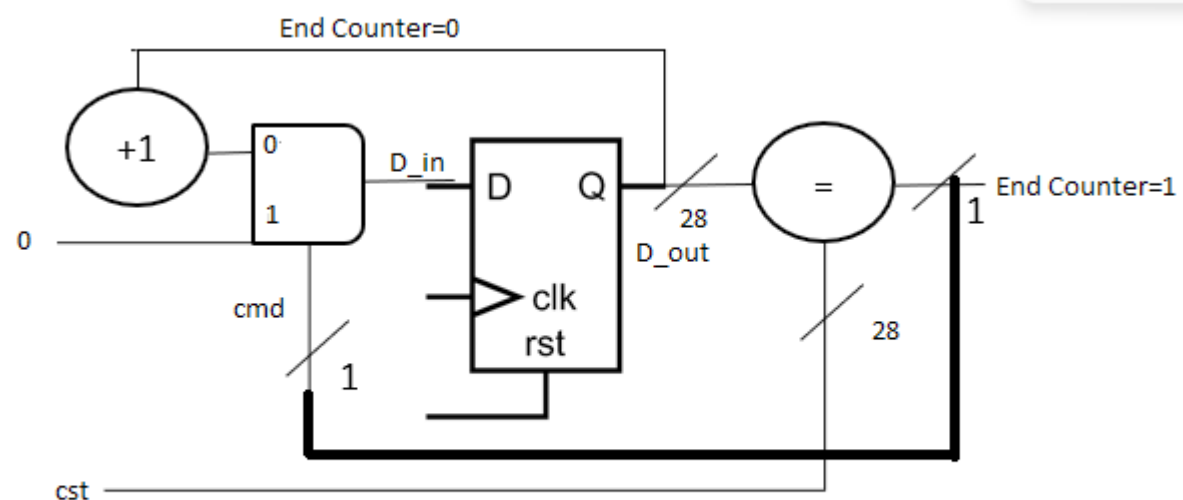 End Counter=0
+1
0
1
0
D_in
D
Q
28
D_out
=
1
End Counter=1
clk
rst
cmd
1
28
cst